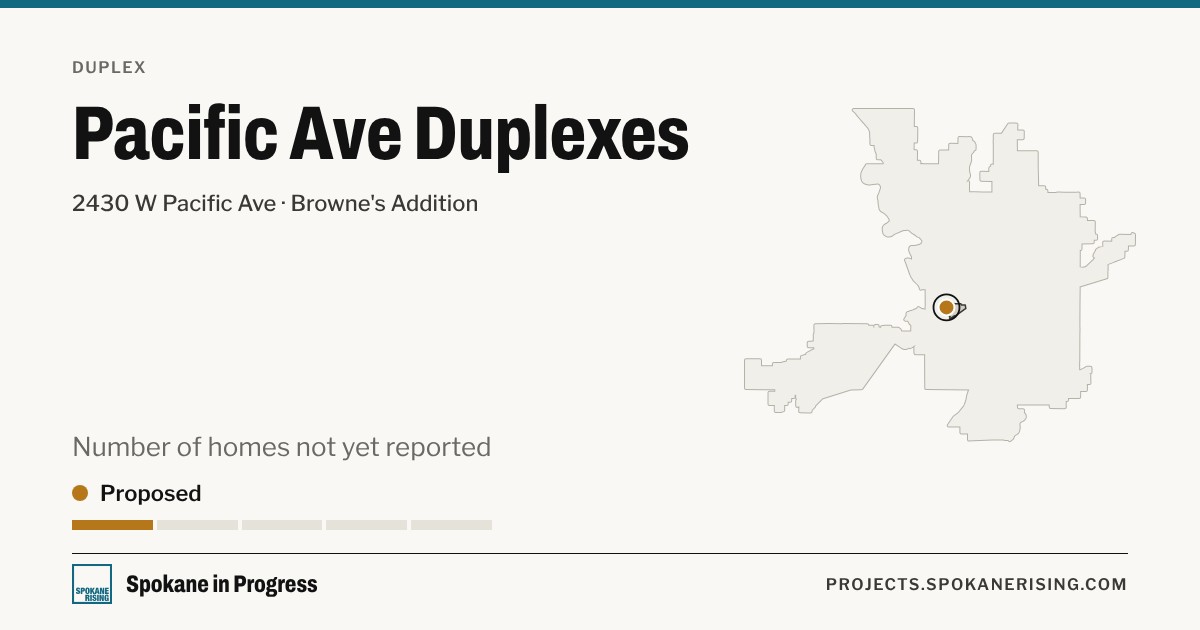 DUPLEX
Pacific Ave Duplexes
2430 W Pacific Ave · Browne's Addition
Number of homes not yet reported
Proposed
SPOKANE
RISING
Spokane in Progress
PROJECTS.SPOKANERISING.COM